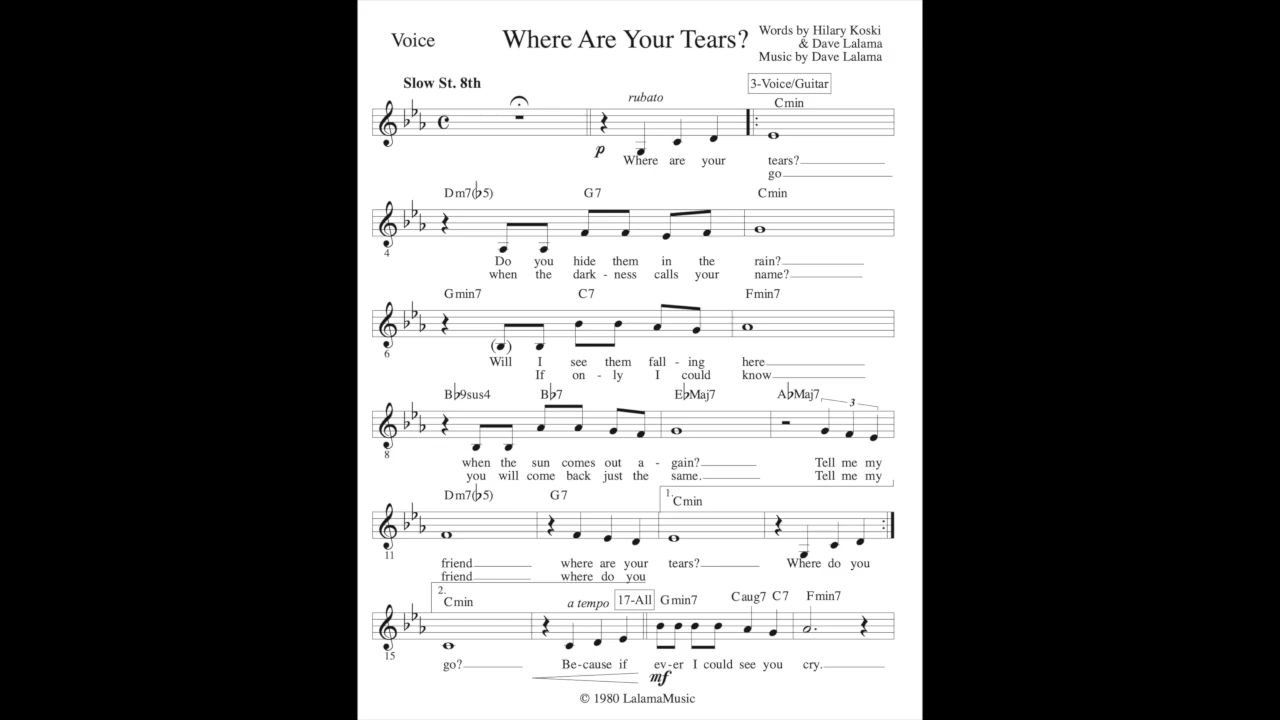 Voice
Where Are Your Tears?
Words by Hilary Koski
& Dave Lalama
Music by Dave Lalama
Slow St. 8th
rubato
3-Voice/Guitar
Cmin
p
Where are your tears?
go
Dm7(♭5) G7 Cmin
4
Do you hide them in the rain?
when the dark - ness calls your name?
Gmin7 C7 Fmin7
6
Will I see them fall - ing here
If on - ly I could know
B♭9sus4 B♭7 E♭Maj7 A♭Maj7
3
8
when the sun comes out a - gain? Tell me my
you will come back just the same. Tell me my
Dm7(♭5) G7 1. Cmin
11
friend where are your tears? Where do you
friend where do you
2.
Cmin a tempo 17-All Gmin7 Caug7 C7 Fmin7
15
go? Be-cause if ev-er I could see you cry.
mf
© 1980 LalamaMusic